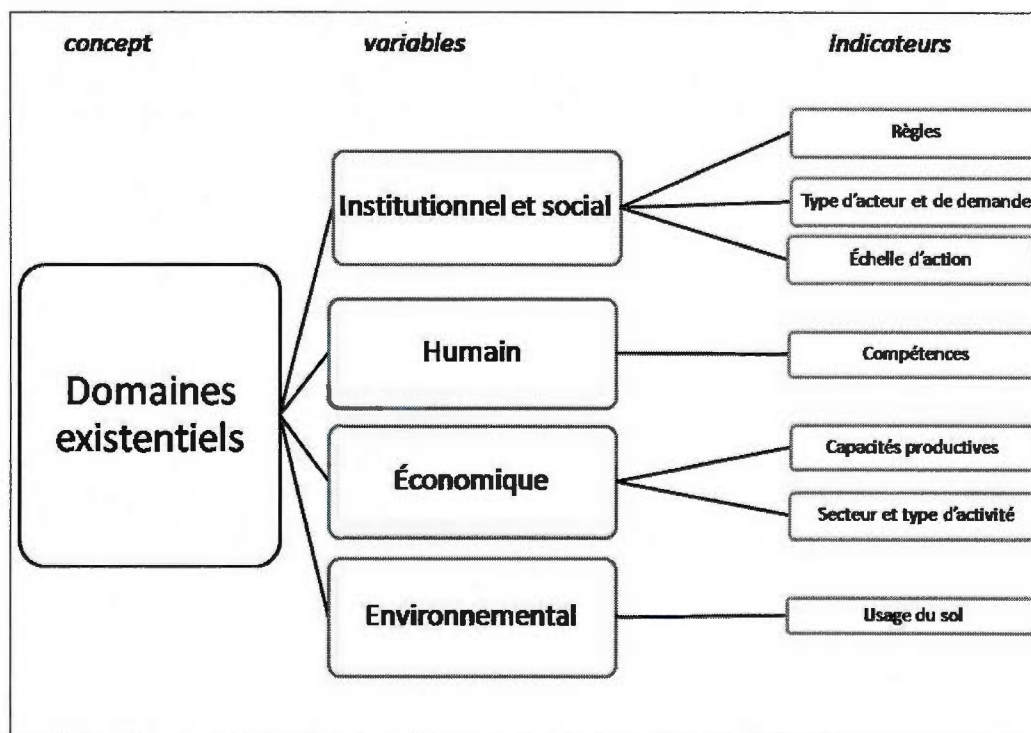 concept variables Indicateurs
Règles
Institutionnel et social
Type d'acteur et de demande
Échelle d'action
Domaines
existentiels
Humain
Compétences
Économique
Capacités productives
Secteur et type d'activité
Environnemental
Usage du sol